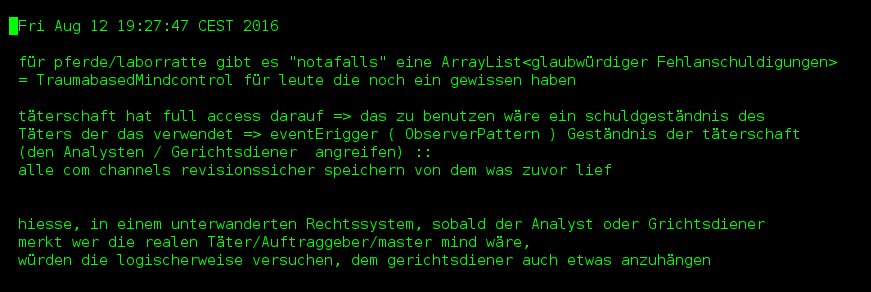 Fri Aug 12 19:27:47 CEST 2016
für pferde/laborratte gibt es "notafalls" eine ArrayList<glaubwürdiger Fehlanschuldigungen>
= TraumabasedMindcontrol für leute die noch ein gewissen haben
täterschaft hat full access darauf => das zu benutzen wäre ein schuldgeständnis des
Täters der das verwendet => eventErigger ( ObserverPattern ) Geständnis der täterschaft
(den Analysten / Gerichtsdiener  angreifen) ::
alle com channels revisionssicher speichern von dem was zuvor lief
hiesse, in einem unterwanderten Rechtssystem, sobald der Analyst oder Grichtsdiener
merkt wer die realen Täter/Auftraggeber/master mind wäre,
würden die logischerweise versuchen, dem gerichtsdiener auch etwas anzuhängen